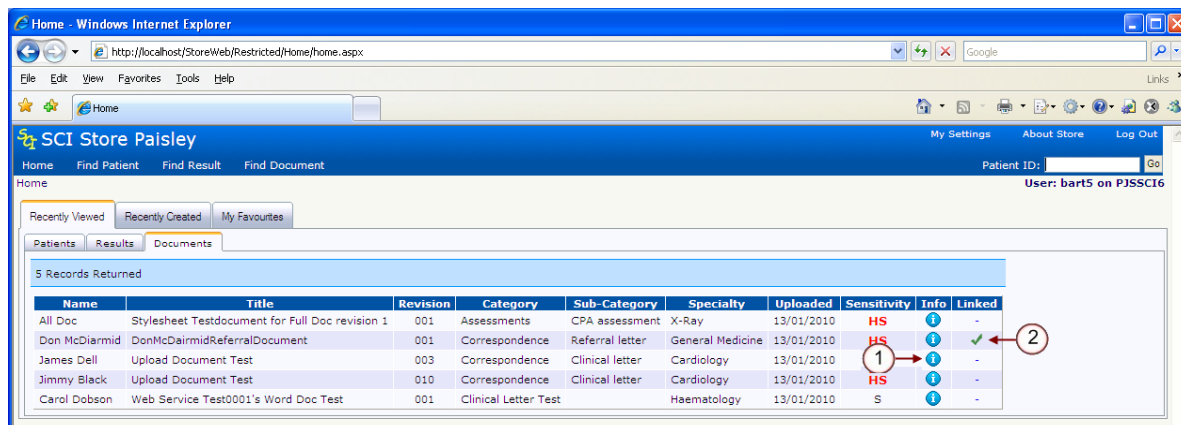 Home - Windows Internet Explorer
http://localhost/StoreWeb/Restricted/Home/home.aspx
Google
File Edit View Favorites Tools Help
Links
Home
SCI Store Paisley
My Settings About Store Log Out
Home Find Patient Find Result Find Document
Patient ID: Go
Home
User: bart5 on PJSSCI6
Recently Viewed Recently Created My Favourites
Patients Results Documents
5 Records Returned
Name Title Revision Category Sub-Category Specialty Uploaded Sensitivity Info Linked
All Doc Stylesheet Testdocument for Full Doc revision 1 001 Assessments CPA assessment X-Ray 13/01/2010 HS i -
Don McDiarmid DonMcDairmidReferralDocument 001 Correspondence Referral letter General Medicine 13/01/2010 HS i ✓ 2
James Dell Upload Document Test 003 Correspondence Clinical letter Cardiology 13/01/2010 1 i -
Jimmy Black Upload Document Test 010 Correspondence Clinical letter Cardiology 13/01/2010 HS i -
Carol Dobson Web Service Test0001's Word Doc Test 001 Clinical Letter Test Haematology 13/01/2010 S i -